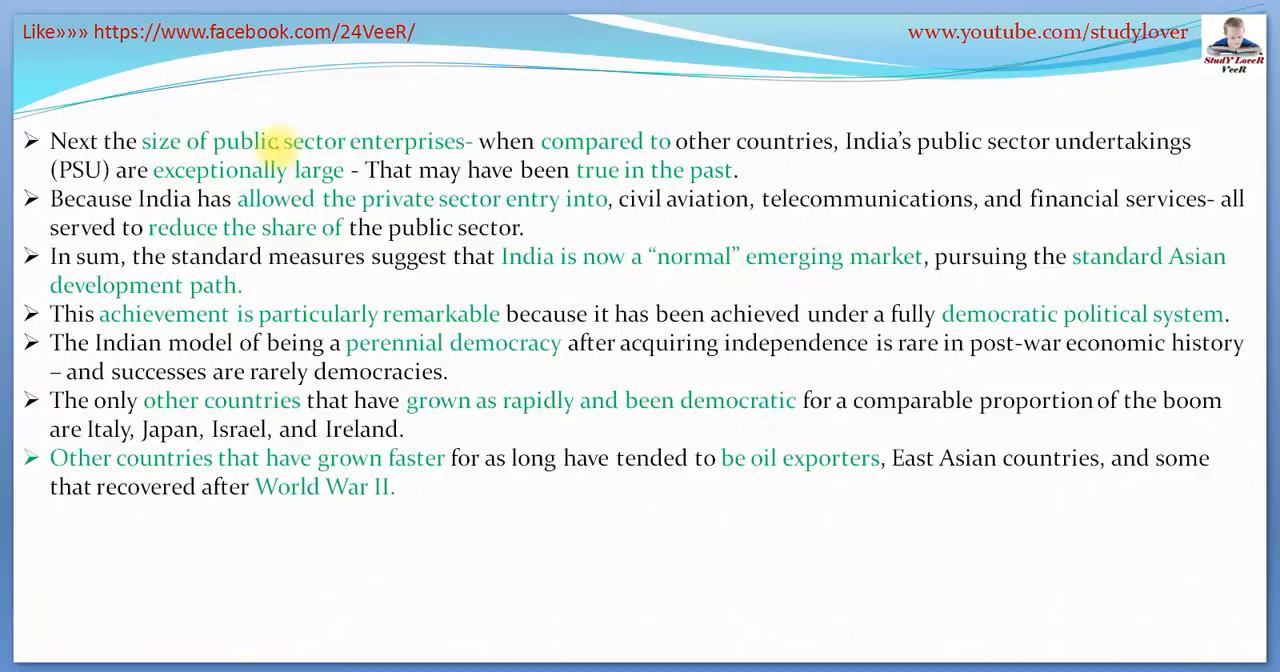 Like»»» https://www.facebook.com/24VeeR/
www.youtube.com/studylover
StudY LoveR
VeeR
➢ Next the size of public sector enterprises- when compared to other countries, India's public sector undertakings
(PSU) are exceptionally large - That may have been true in the past.
➢ Because India has allowed the private sector entry into, civil aviation, telecommunications, and financial services- all
served to reduce the share of the public sector.
➢ In sum, the standard measures suggest that India is now a “normal” emerging market, pursuing the standard Asian
development path.
➢ This achievement is particularly remarkable because it has been achieved under a fully democratic political system.
➢ The Indian model of being a perennial democracy after acquiring independence is rare in post-war economic history
– and successes are rarely democracies.
➢ The only other countries that have grown as rapidly and been democratic for a comparable proportion of the boom
are Italy, Japan, Israel, and Ireland.
➢ Other countries that have grown faster for as long have tended to be oil exporters, East Asian countries, and some
that recovered after World War II.